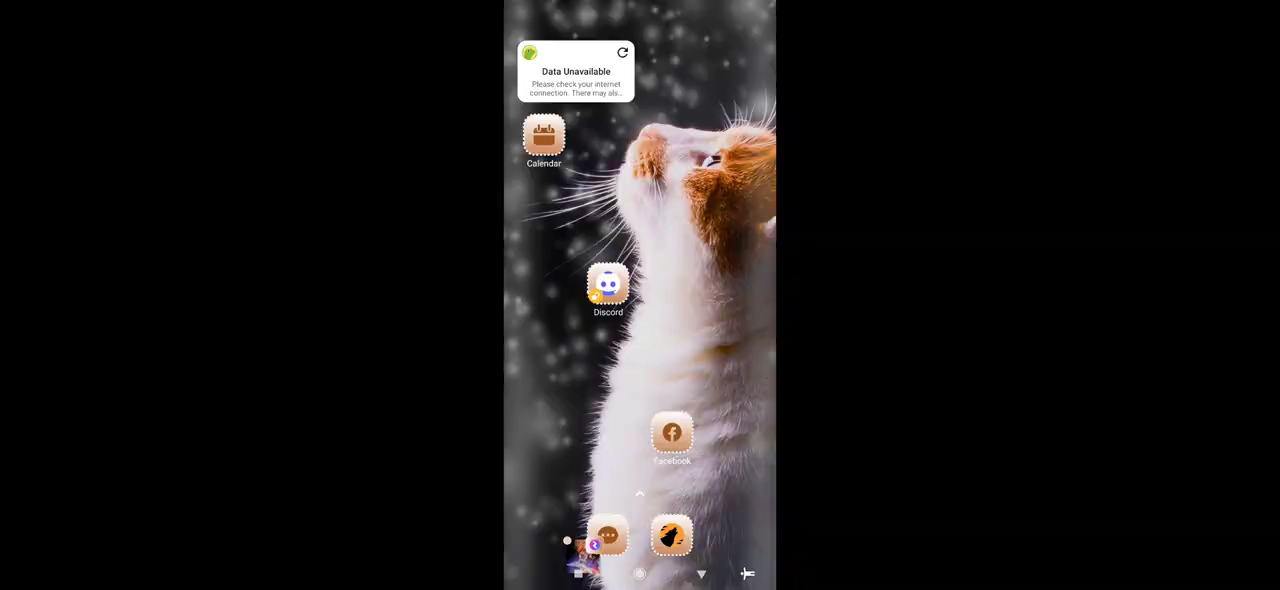 Data Unavailable
Please check your internet
connection. There may als...
Calendar
Discord
Facebook